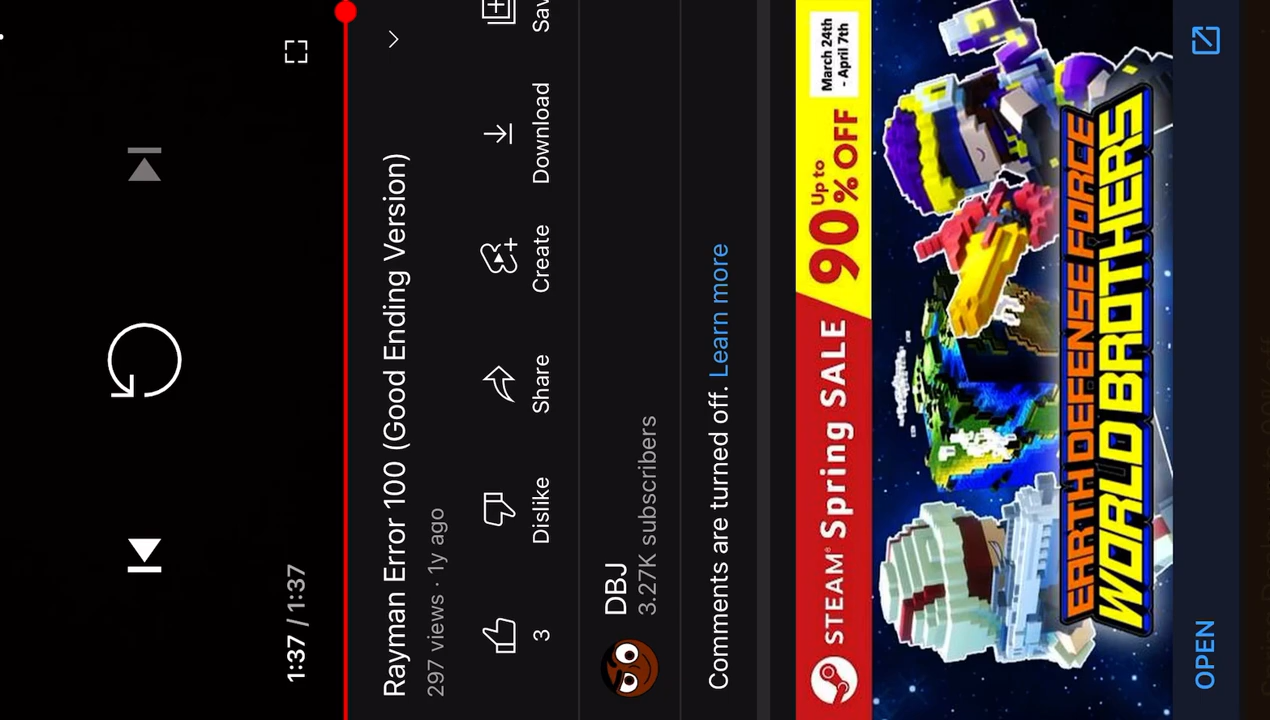 1:37 / 1:37
Rayman Error 100 (Good Ending Version)
297 views · 1y ago
3
Dislike
Share
Create
Download
Sav
DBJ
3.27K subscribers
Comments are turned off. Learn more
STEAM® Spring SALE
Up to
90% OFF
March 24th
- April 7th
EARTH DEFENSE FORCE
WORLD BROTHERS
OPEN